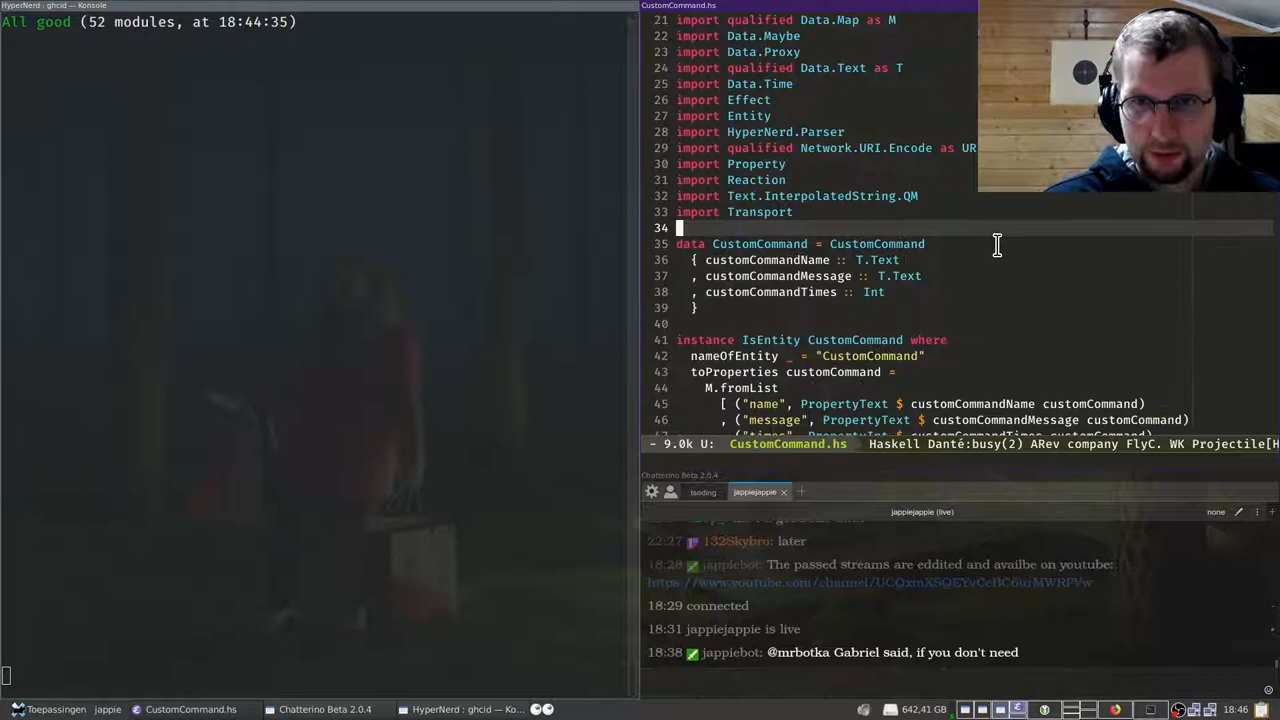 HyperNerd : ghcid — Konsole
All good (52 modules, at 18:44:35)
CustomCommand.hs
21 import qualified Data.Map as M
22 import Data.Maybe
23 import Data.Proxy
24 import qualified Data.Text as T
25 import Data.Time
26 import Effect
27 import Entity
28 import HyperNerd.Parser
29 import qualified Network.URI.Encode as UR
30 import Property
31 import Reaction
32 import Text.InterpolatedString.QM
33 import Transport
34
35 data CustomCommand = CustomCommand
36 { customCommandName :: T.Text
37 , customCommandMessage :: T.Text
38 , customCommandTimes :: Int
39 }
40
41 instance IsEntity CustomCommand where
42 nameOfEntity _ = "CustomCommand"
43 toProperties customCommand =
44 M.fromList
45 [ ("name", PropertyText $ customCommandName customCommand)
46 , ("message", PropertyText $ customCommandMessage customCommand)
47 , ("times", PropertyInt $ customCommandTimes customCommand)
- 9.0k U: CustomCommand.hs Haskell Danté:busy(2) ARev company FlyC. WK Projectile[H
Chatterino Beta 2.0.4
tsoding jappiejappie
jappiejappie (live) none
22:27 132Skybro: later
18:28 jappiebot: The passed streams are eddited and availbe on youtube:
18:29 connected
18:31 jappiejappie is live
18:38 jappiebot: @mrbotka Gabriel said, if you don't need
Toepassingen jappie CustomCommand.hs Chatterino Beta 2.0.4 HyperNerd : ghcid — Ko... 642,41 GB 18:46